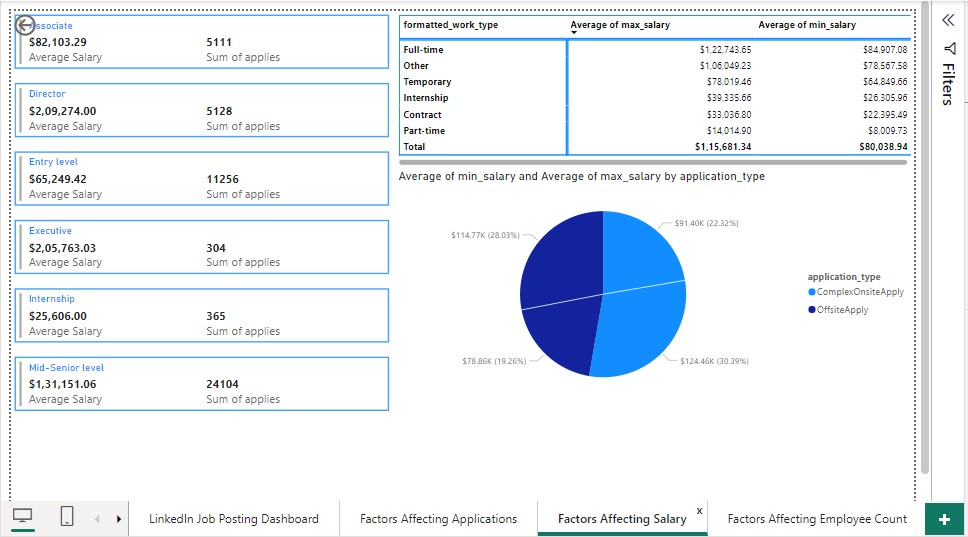 Associate
$82,103.29 5111
Average Salary Sum of applies
Director
$2,09,274.00 5128
Average Salary Sum of applies
Entry level
$65,249.42 11256
Average Salary Sum of applies
Executive
$2,05,763.03 304
Average Salary Sum of applies
Internship
$25,606.00 365
Average Salary Sum of applies
Mid-Senior level
$1,31,151.06 24104
Average Salary Sum of applies
formatted_work_type Average of max_salary Average of min_salary
Full-time $1,22,743.65 $84,907.08
Other $1,06,049.23 $78,567.58
Temporary $78,019.46 $64,849.66
Internship $39,335.66 $26,305.96
Contract $33,036.80 $22,395.49
Part-time $14,014.90 $8,009.73
Total $1,15,681.34 $80,038.94
Average of min_salary and Average of max_salary by application_type
$91.40K (22.32%)
$114.77K (28.03%)
$78.86K (19.26%)
$124.46K (30.39%)
application_type
ComplexOnsiteApply
OffsiteApply
Filters
LinkedIn Job Posting Dashboard Factors Affecting Applications Factors Affecting Salary x Factors Affecting Employee Count +